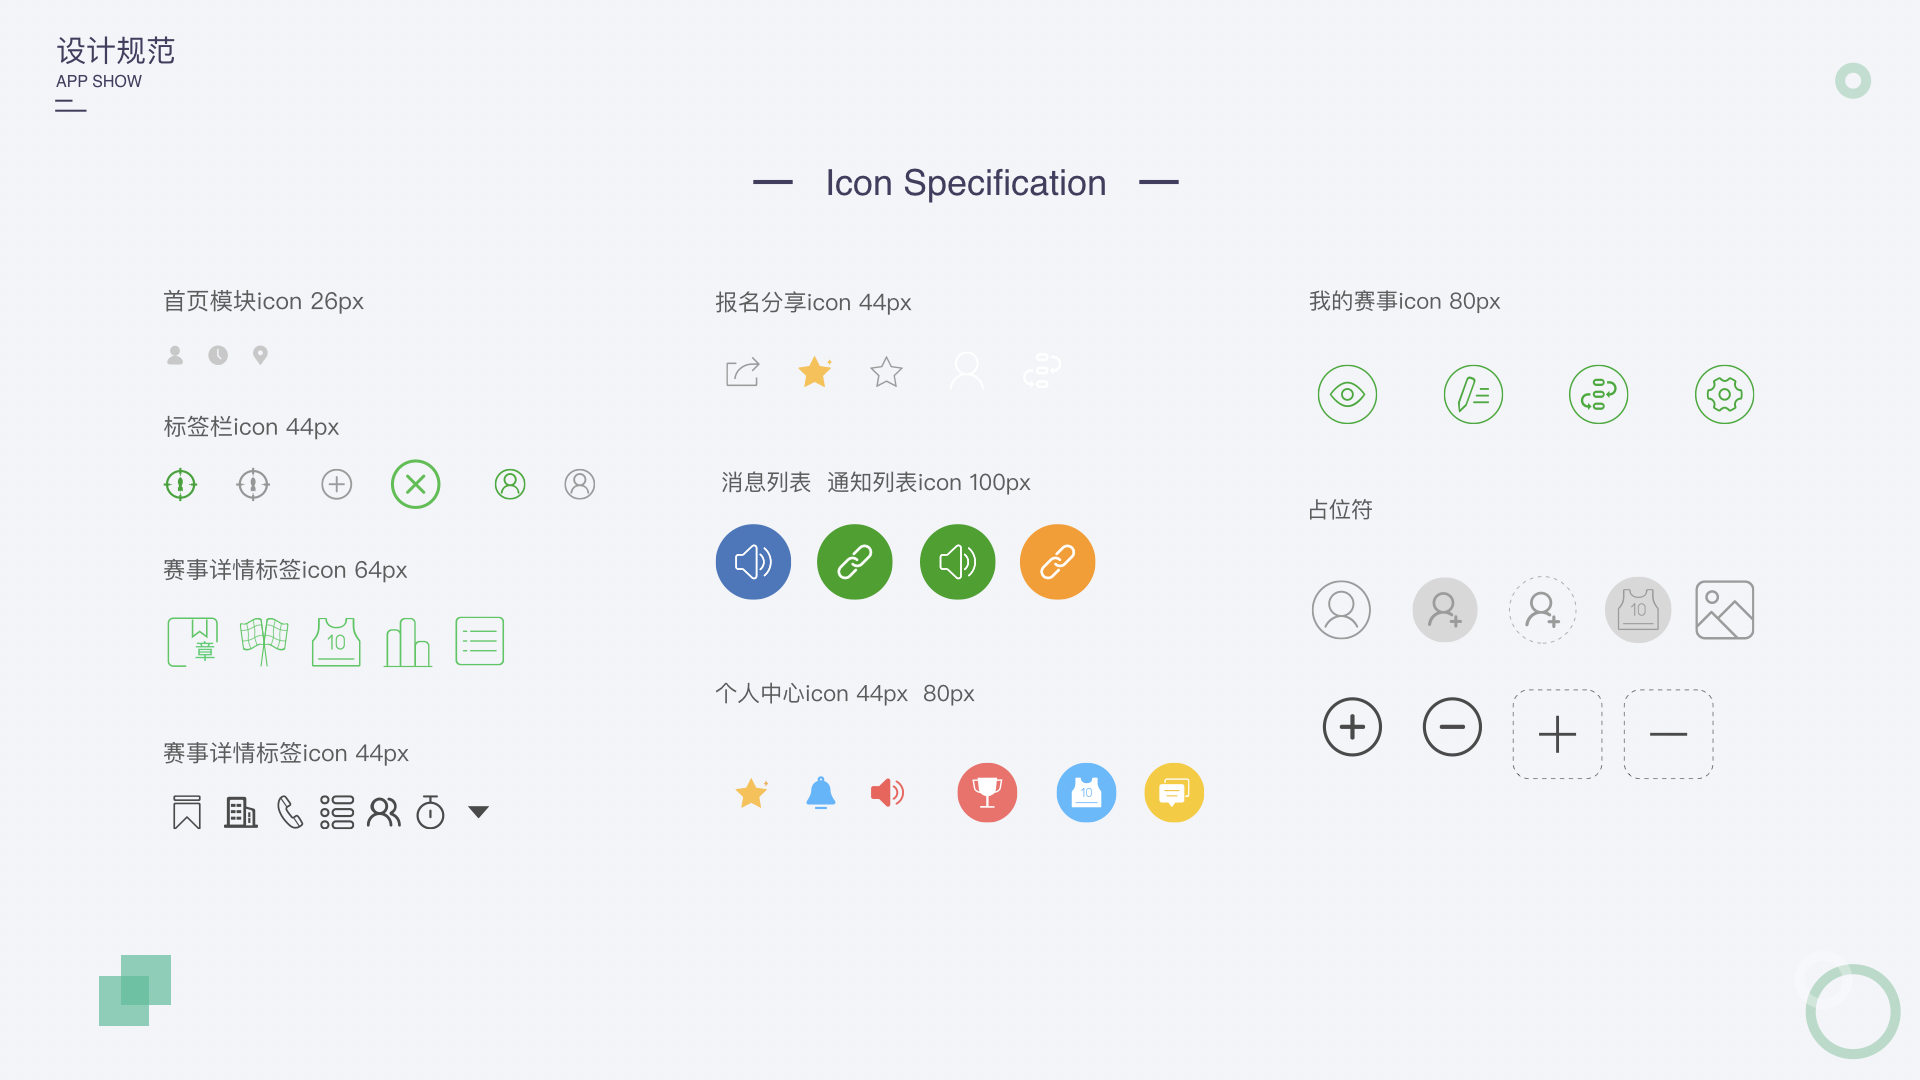 设计规范
APP SHOW
Icon Specification
首页模块icon 26px
标签栏icon 44px
赛事详情标签icon 64px
章
10
赛事详情标签icon 44px
报名分享icon 44px
消息列表 通知列表icon 100px
个人中心icon 44px 80px
10
我的赛事icon 80px
占位符
10